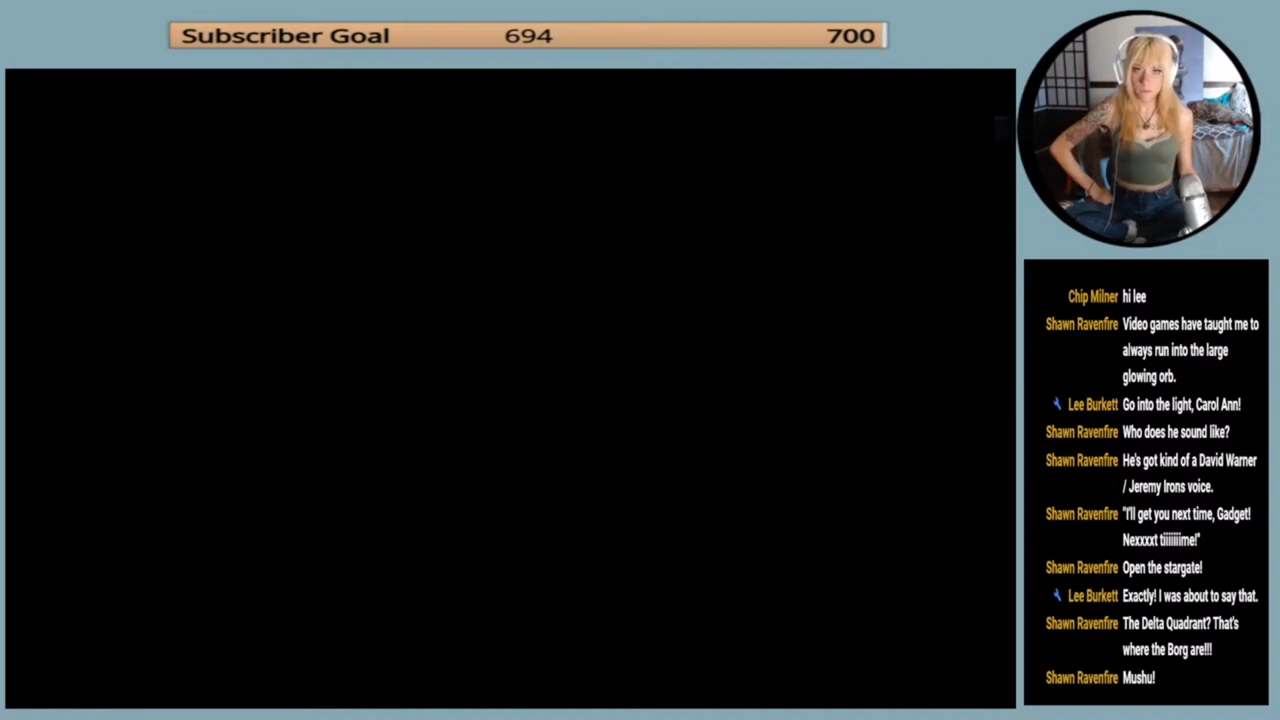 Subscriber Goal 694 700
Chip Milner hi lee
Shawn Ravenfire Video games have taught me to
always run into the large
glowing orb.
Lee Burkett Go into the light, Carol Ann!
Shawn Ravenfire Who does he sound like?
Shawn Ravenfire He's got kind of a David Warner
/ Jeremy Irons voice.
Shawn Ravenfire "I'll get you next time, Gadget!
Nexxxxt tiiiiiiime!"
Shawn Ravenfire Open the stargate!
Lee Burkett Exactly! I was about to say that.
Shawn Ravenfire The Delta Quadrant? That's
where the Borg are!!!
Shawn Ravenfire Mushu!